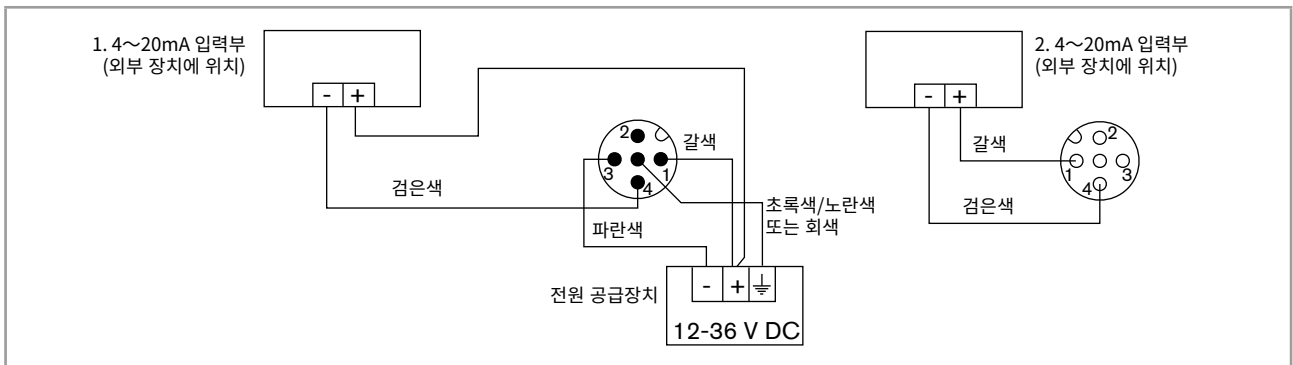 1. 4～20mA 입력부
(외부 장치에 위치)
- +
2
갈색
3
1
4
검은색
파란색
초록색/노란색
또는 회색
전원 공급장치
- +
12-36 V DC
2. 4～20mA 입력부
(외부 장치에 위치)
- +
갈색
2
1
3
4
검은색